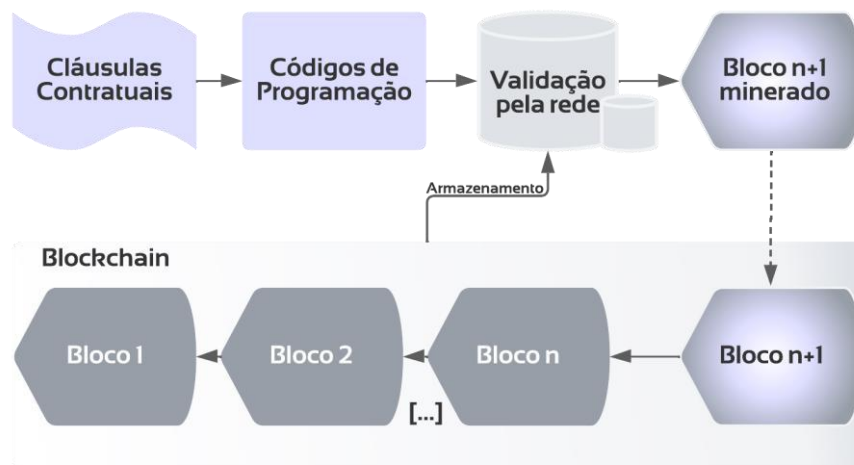 Cláusulas
Contratuais
Códigos de
Programação
Validação
pela rede
Bloco n+1
minerado
Armazenamento
Blockchain
Bloco 1
Bloco 2
Bloco n
Bloco n+1
[...]